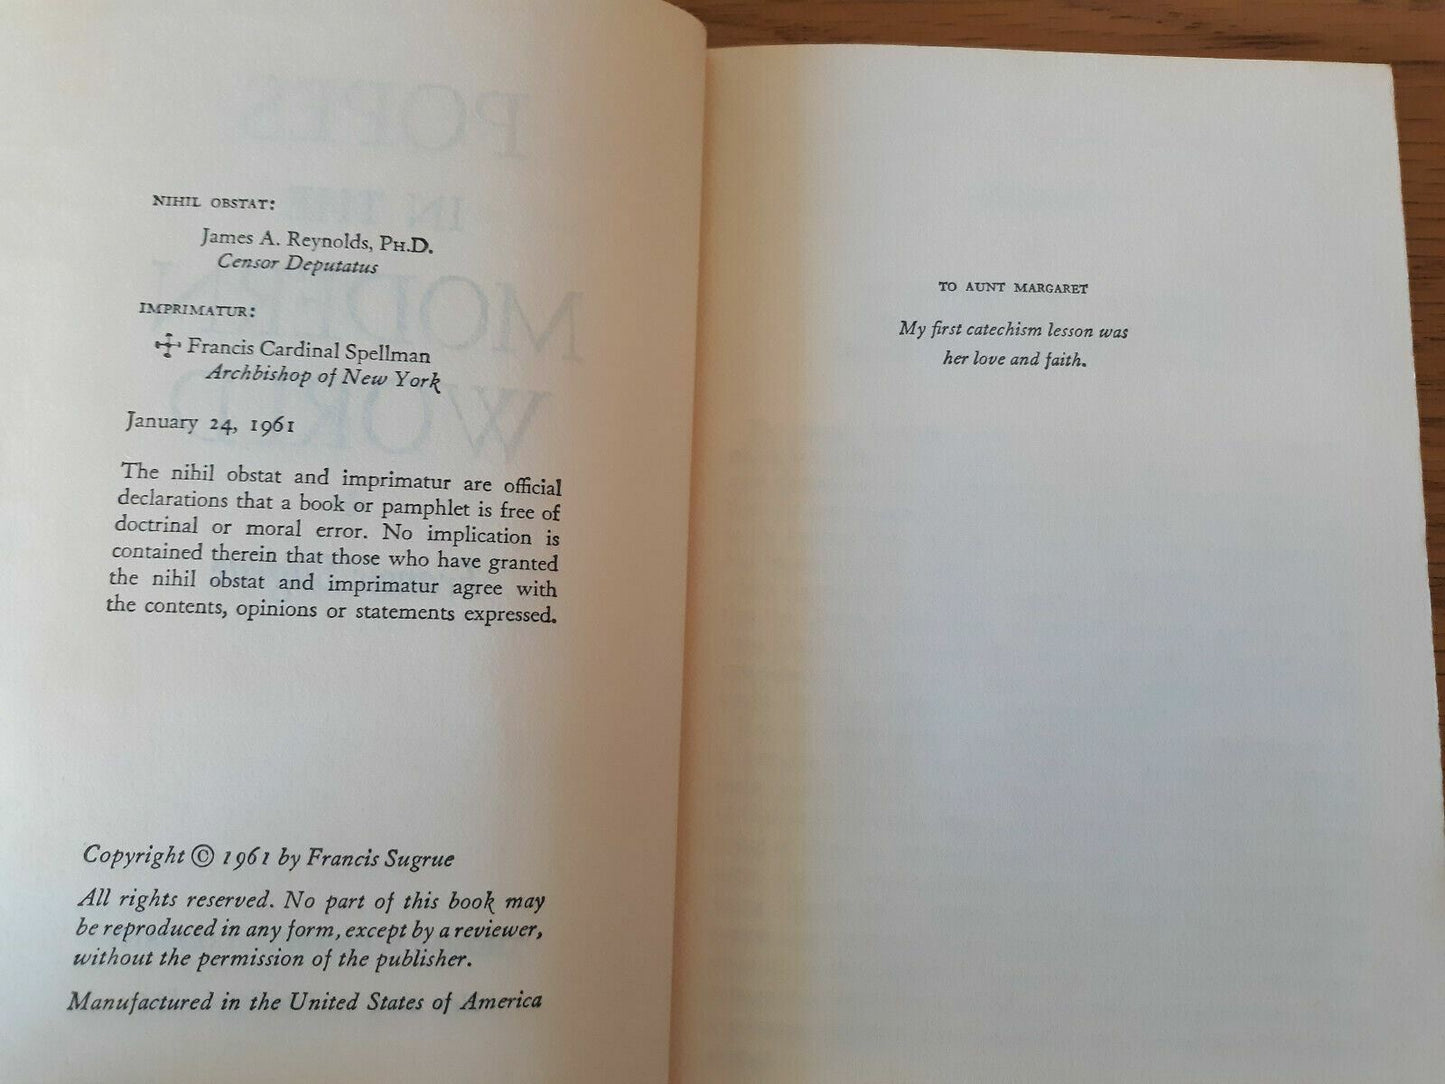 NIHIL OBSTAT:
James A. Reynolds, PH.D.
Censor Deputatus
IMPRIMATUR:
✢ Francis Cardinal Spellman
Archbishop of New York
January 24, 1961
The nihil obstat and imprimatur are official
declarations that a book or pamphlet is free of
doctrinal or moral error. No implication is
contained therein that those who have granted
the nihil obstat and imprimatur agree with
the contents, opinions or statements expressed.
Copyright © 1961 by Francis Sugrue
All rights reserved. No part of this book may
be reproduced in any form, except by a reviewer,
without the permission of the publisher.
Manufactured in the United States of America
TO AUNT MARGARET
My first catechism lesson was
her love and faith.
POPES
IN THE
MODERN
WORLD